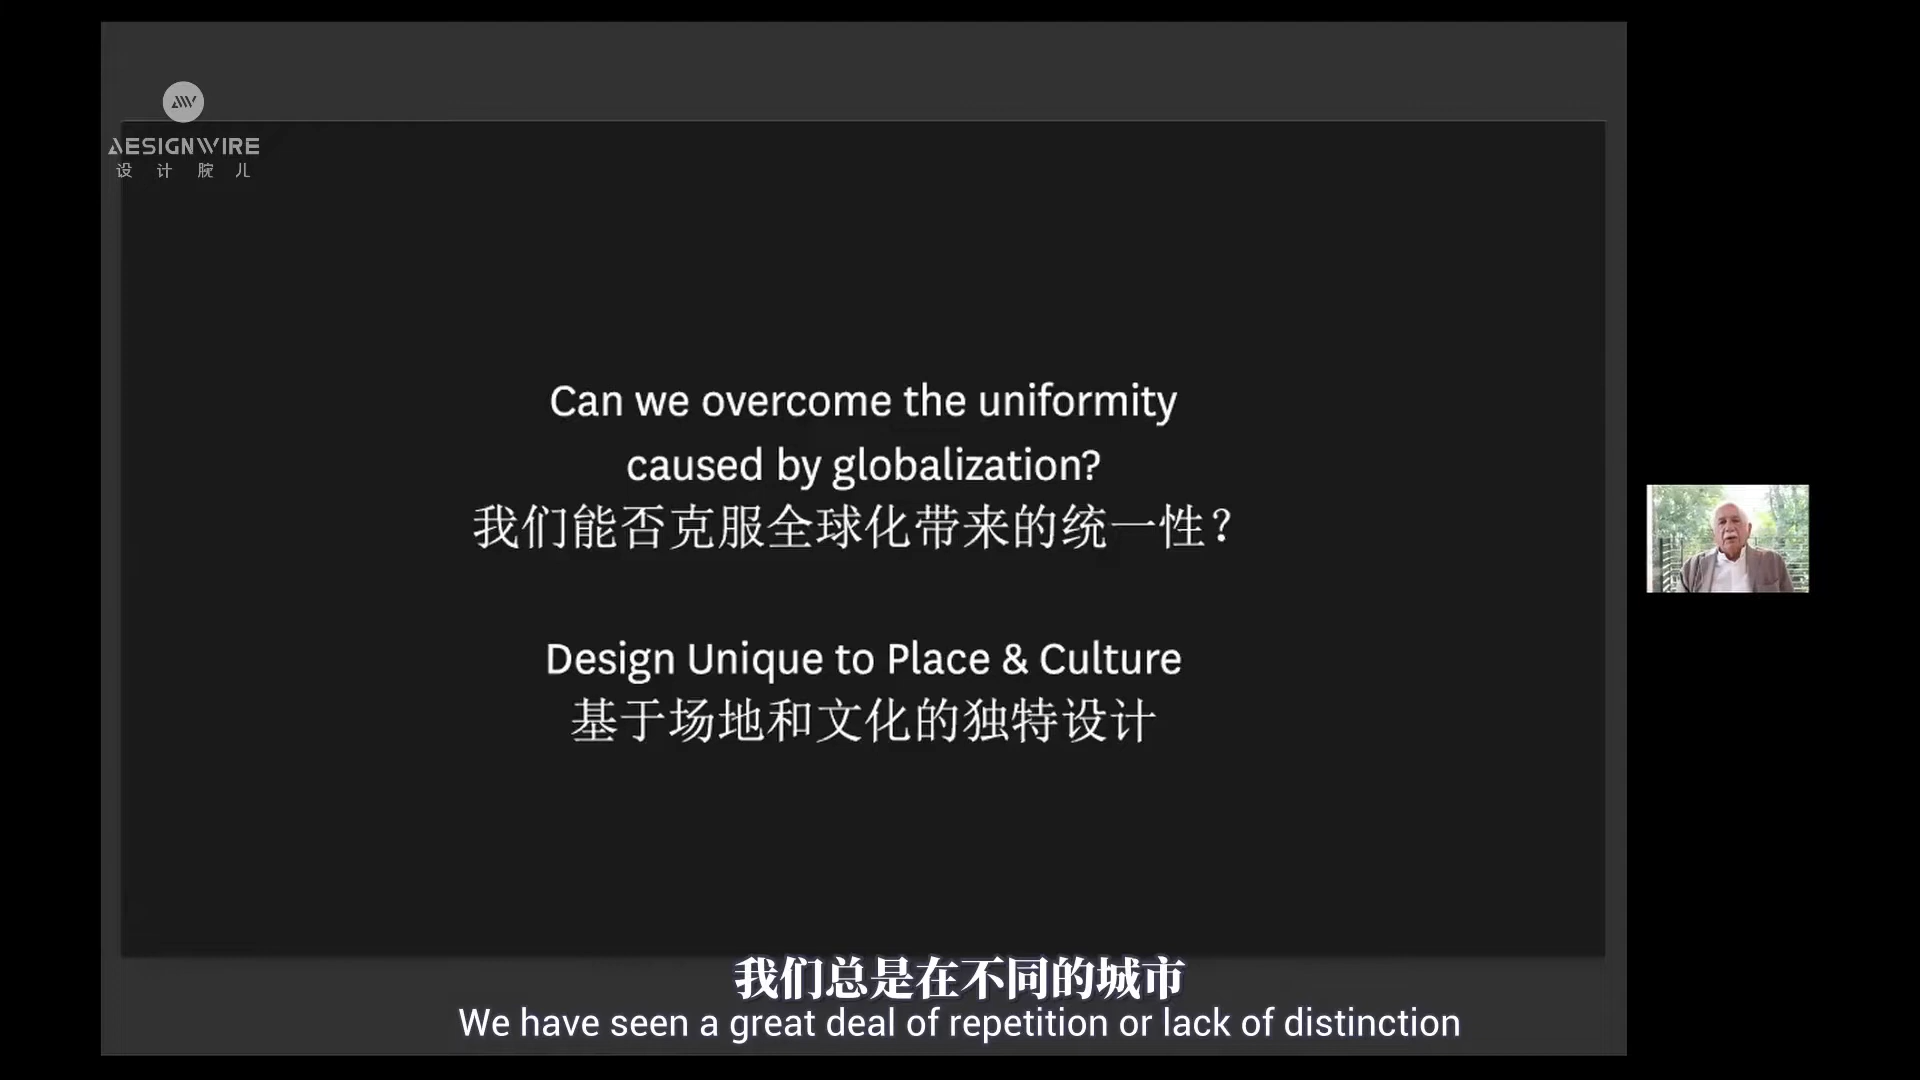 AESIGNWIRE
设计腕儿
Can we overcome the uniformity
caused by globalization?
我们能否克服全球化带来的统一性？
Design Unique to Place & Culture
基于场地和文化的独特设计
我们总是在不同的城市
We have seen a great deal of repetition or lack of distinction